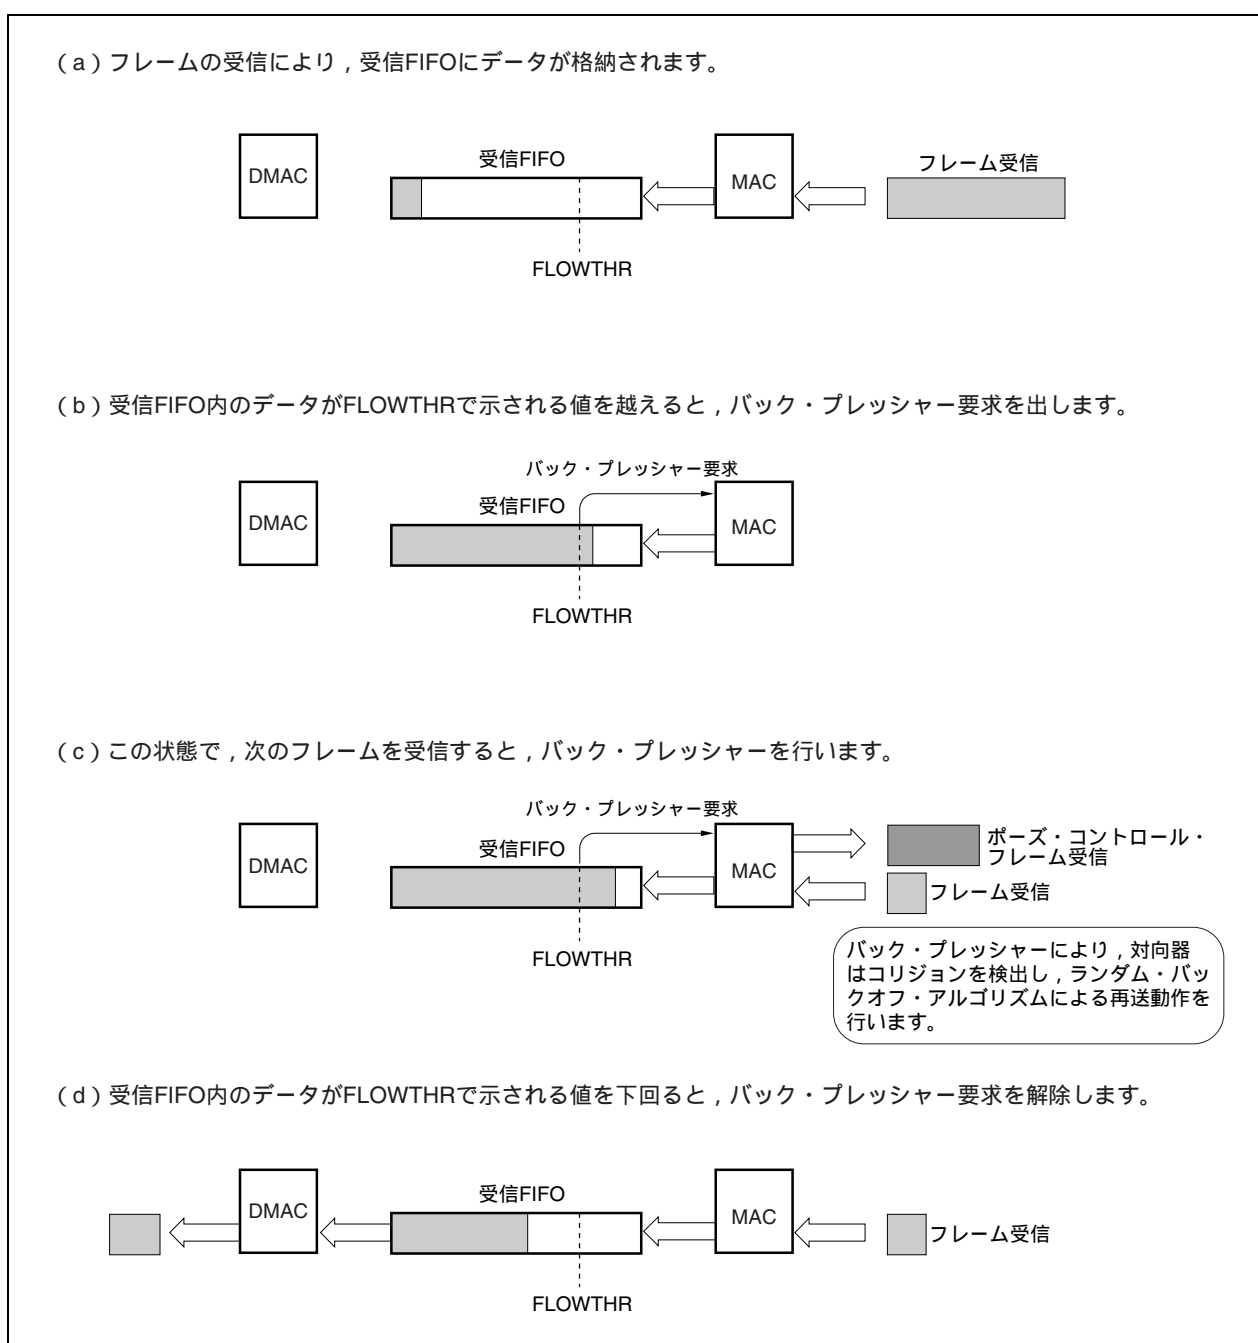 (a)フレームの受信により，受信FIFOにデータが格納されます。
DMAC
受信FIFO
MAC
フレーム受信
FLOWTHR
(b)受信FIFO内のデータがFLOWTHRで示される値を越えると，バック・プレッシャー要求を出します。
バック・プレッシャー要求
DMAC
受信FIFO
MAC
FLOWTHR
(c)この状態で，次のフレームを受信すると，バック・プレッシャーを行います。
バック・プレッシャー要求
DMAC
受信FIFO
MAC
ポーズ・コントロール・
フレーム受信
フレーム受信
FLOWTHR
バック・プレッシャーにより，対向器
はコリジョンを検出し，ランダム・バッ
クオフ・アルゴリズムによる再送動作を
行います。
(d)受信FIFO内のデータがFLOWTHRで示される値を下回ると，バック・プレッシャー要求を解除します。
DMAC
受信FIFO
MAC
フレーム受信
FLOWTHR